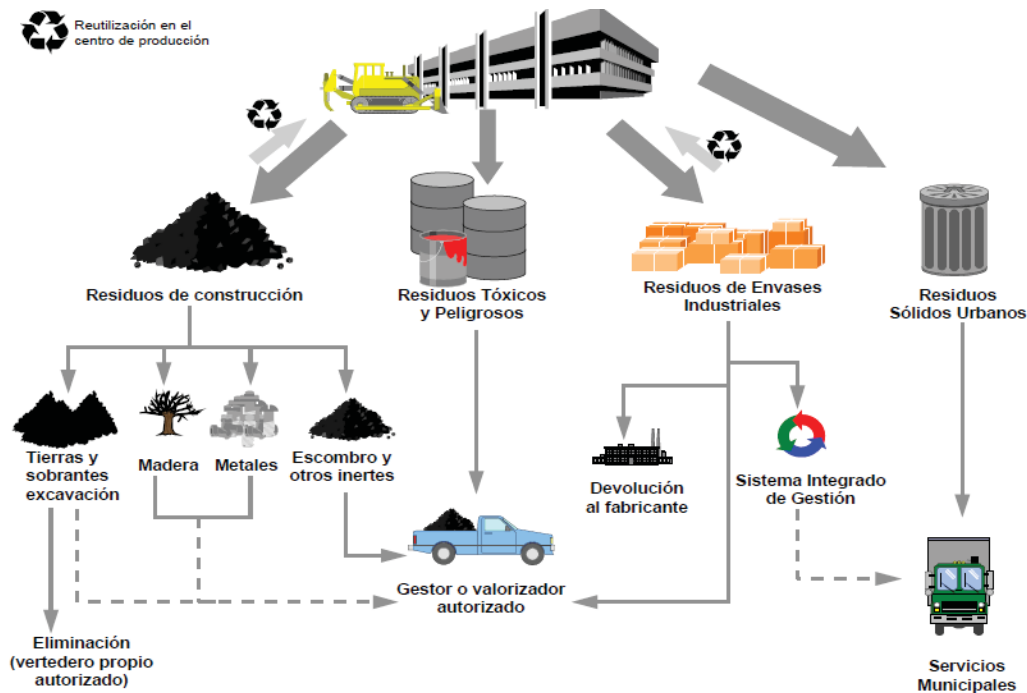 Reutilización en el
centro de producción
Residuos de construcción
Residuos Tóxicos
y Peligrosos
Residuos de Envases
Industriales
Residuos
Sólidos Urbanos
Tierras y
sobrantes
excavación
Madera
Metales
Escombro y
otros inertes
Devolución
al fabricante
Sistema Integrado
de Gestión
Gestor o valorizador
autorizado
Eliminación
(vertedero propio
autorizado)
Servicios
Municipales